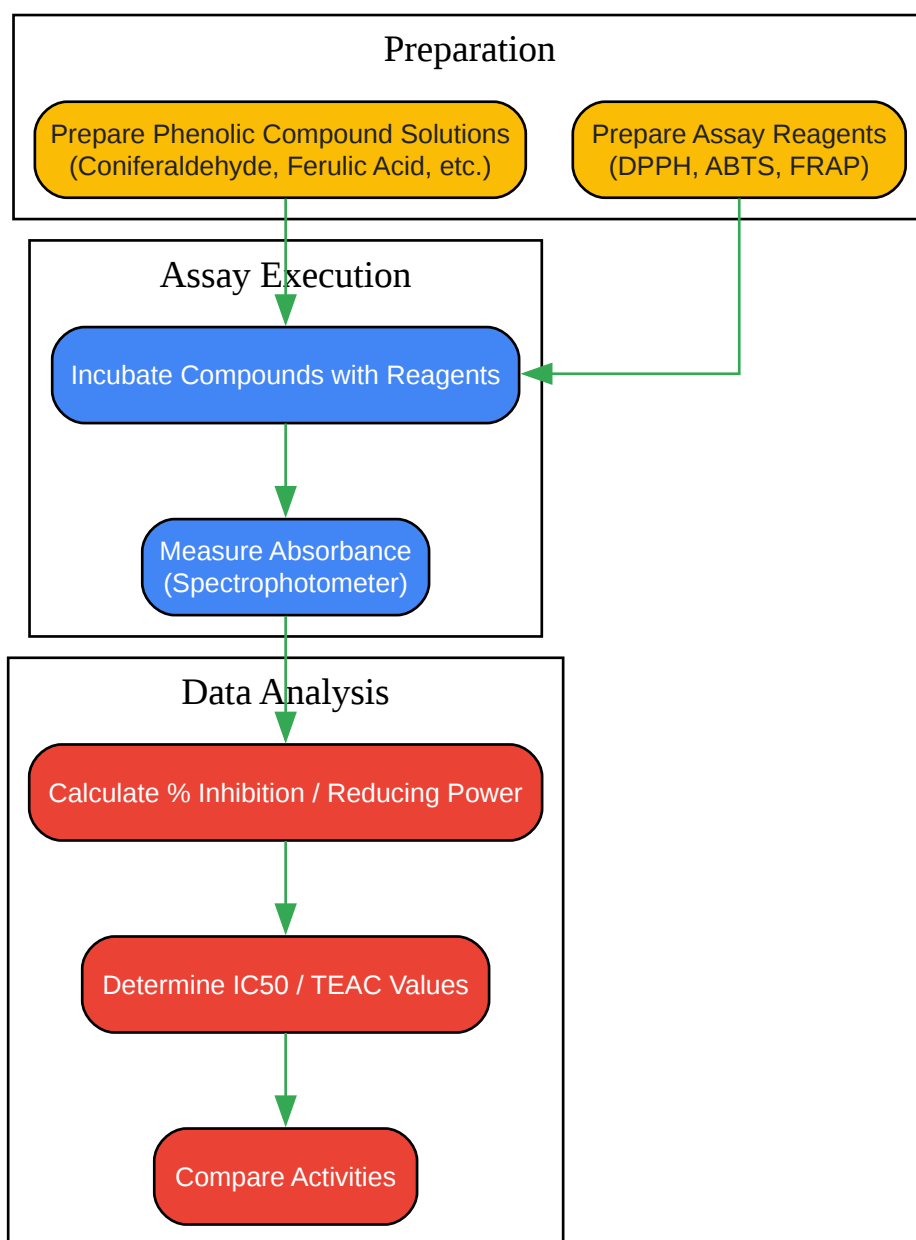 Preparation
Prepare Phenolic Compound Solutions
(Coniferaldehyde, Ferulic Acid, etc.)
Prepare Assay Reagents
(DPPH, ABTS, FRAP)
Assay Execution
Incubate Compounds with Reagents
Measure Absorbance
(Spectrophotometer)
Data Analysis
Calculate % Inhibition / Reducing Power
Determine IC50 / TEAC Values
Compare Activities